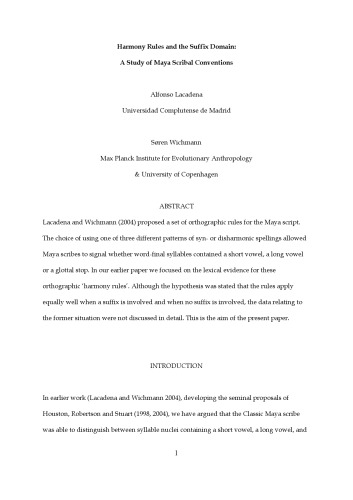 Harmony Rules and the Suffix Domain:
A Study of Maya Scribal Conventions
Alfonso Lacadena
Universidad Complutense de Madrid
Søren Wichmann
Max Planck Institute for Evolutionary Anthropology
& University of Copenhagen
ABSTRACT
Lacadena and Wichmann (2004) proposed a set of orthographic rules for the Maya script.
The choice of using one of three different patterns of syn- or disharmonic spellings allowed
Maya scribes to signal whether word-final syllables contained a short vowel, a long vowel
or a glottal stop. In our earlier paper we focused on the lexical evidence for these
orthographic 'harmony rules'. Although the hypothesis was stated that the rules apply
equally well when a suffix is involved and when no suffix is involved, the data relating to
the former situation were not discussed in detail. This is the aim of the present paper.
INTRODUCTION
In earlier work (Lacadena and Wichmann 2004), developing the seminal proposals of
Houston, Robertson and Stuart (1998, 2004), we have argued that the Classic Maya scribe
was able to distinguish between syllable nuclei containing a short vowel, a long vowel, and
1